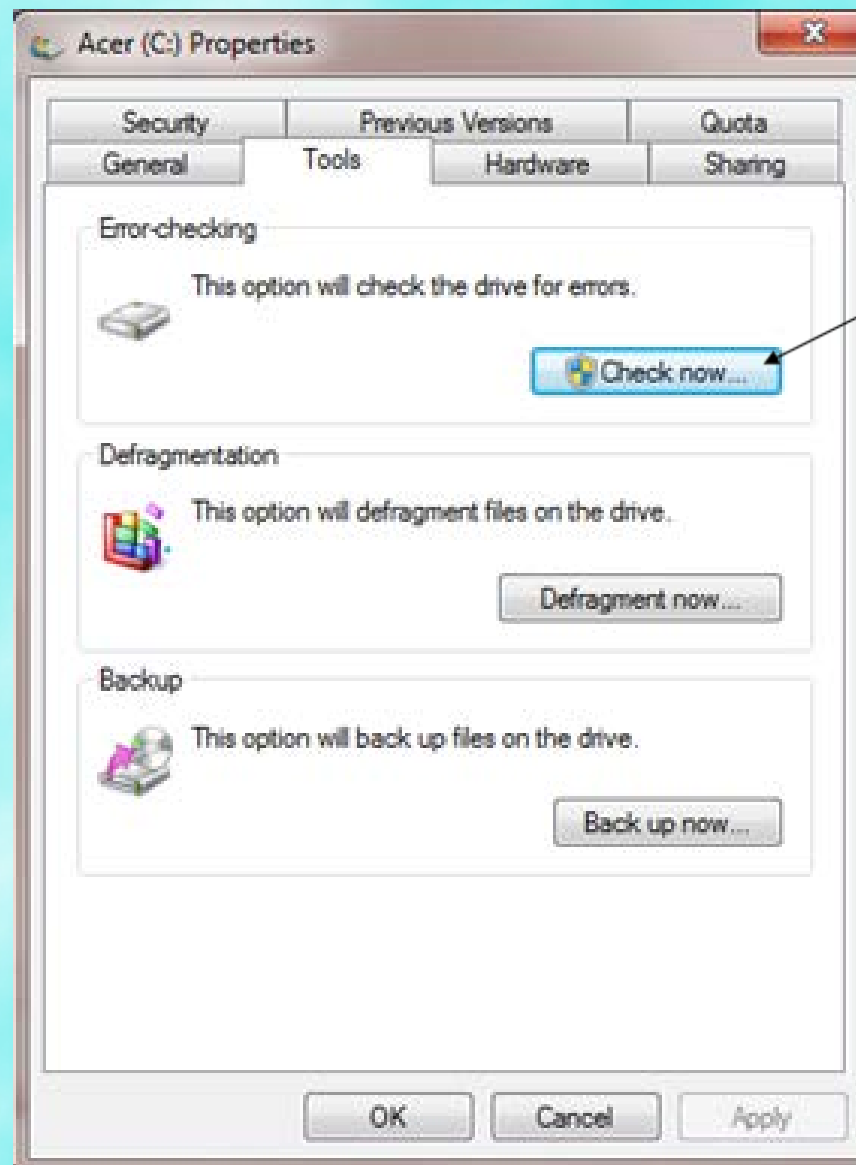 Acer (C:) Properties
Security Previous Versions Quota
General Tools Hardware Sharing
Error-checking
This option will check the drive for errors.
Check now...
Defragmentation
This option will defragment files on the drive.
Defragment now...
Backup
This option will back up files on the drive.
Back up now...
OK Cancel Apply